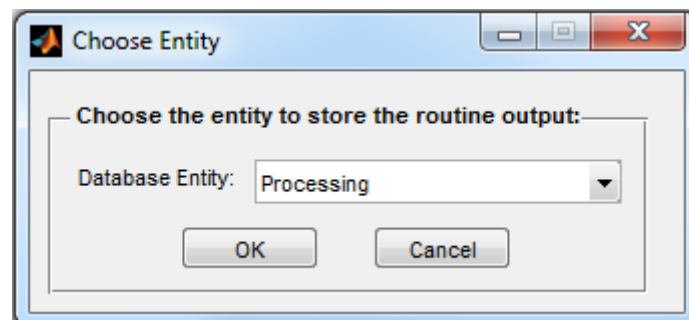 Choose Entity
Choose the entity to store the routine output:
Database Entity: Processing
OK Cancel